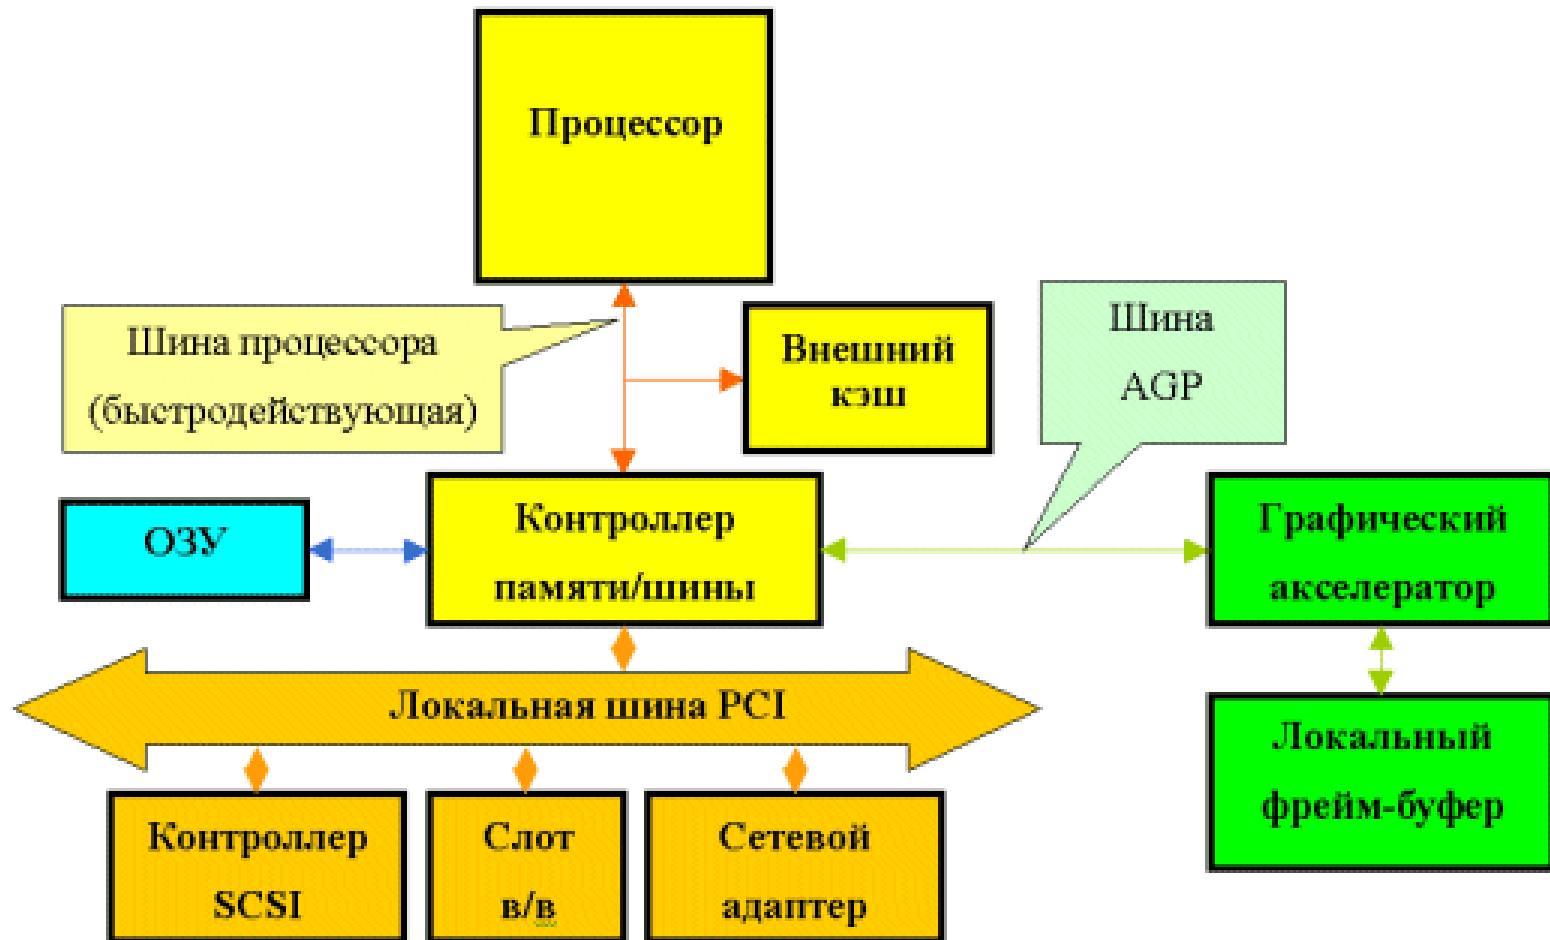 Процессор
Шина процессора
(быстродействующая)
Внешний
кэш
Шина
AGP
ОЗУ
Контроллер
памяти/шины
Графический
акселератор
Локальная шина PCI
Локальный
фрейм-буфер
Контроллер
SCSI
Слот
в/в
Сетевой
адаптер